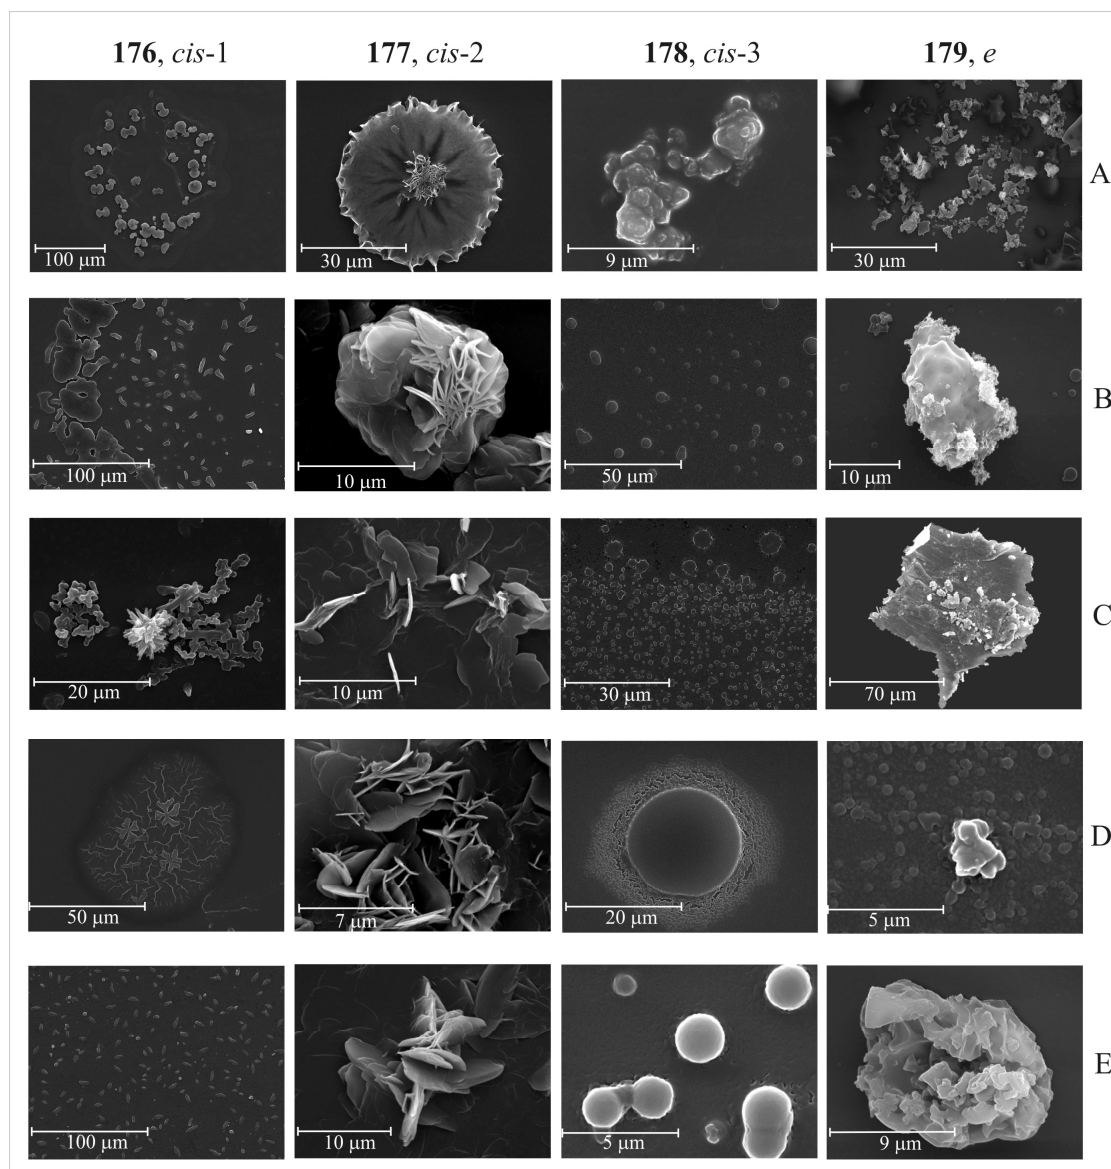 176, cis-1 177, cis-2 178, cis-3 179, e
100 µm 30 µm 9 µm 30 µm A
100 µm 10 µm 50 µm 10 µm B
20 µm 10 µm 30 µm 70 µm C
50 µm 7 µm 20 µm 5 µm D
100 µm 10 µm 5 µm 9 µm E